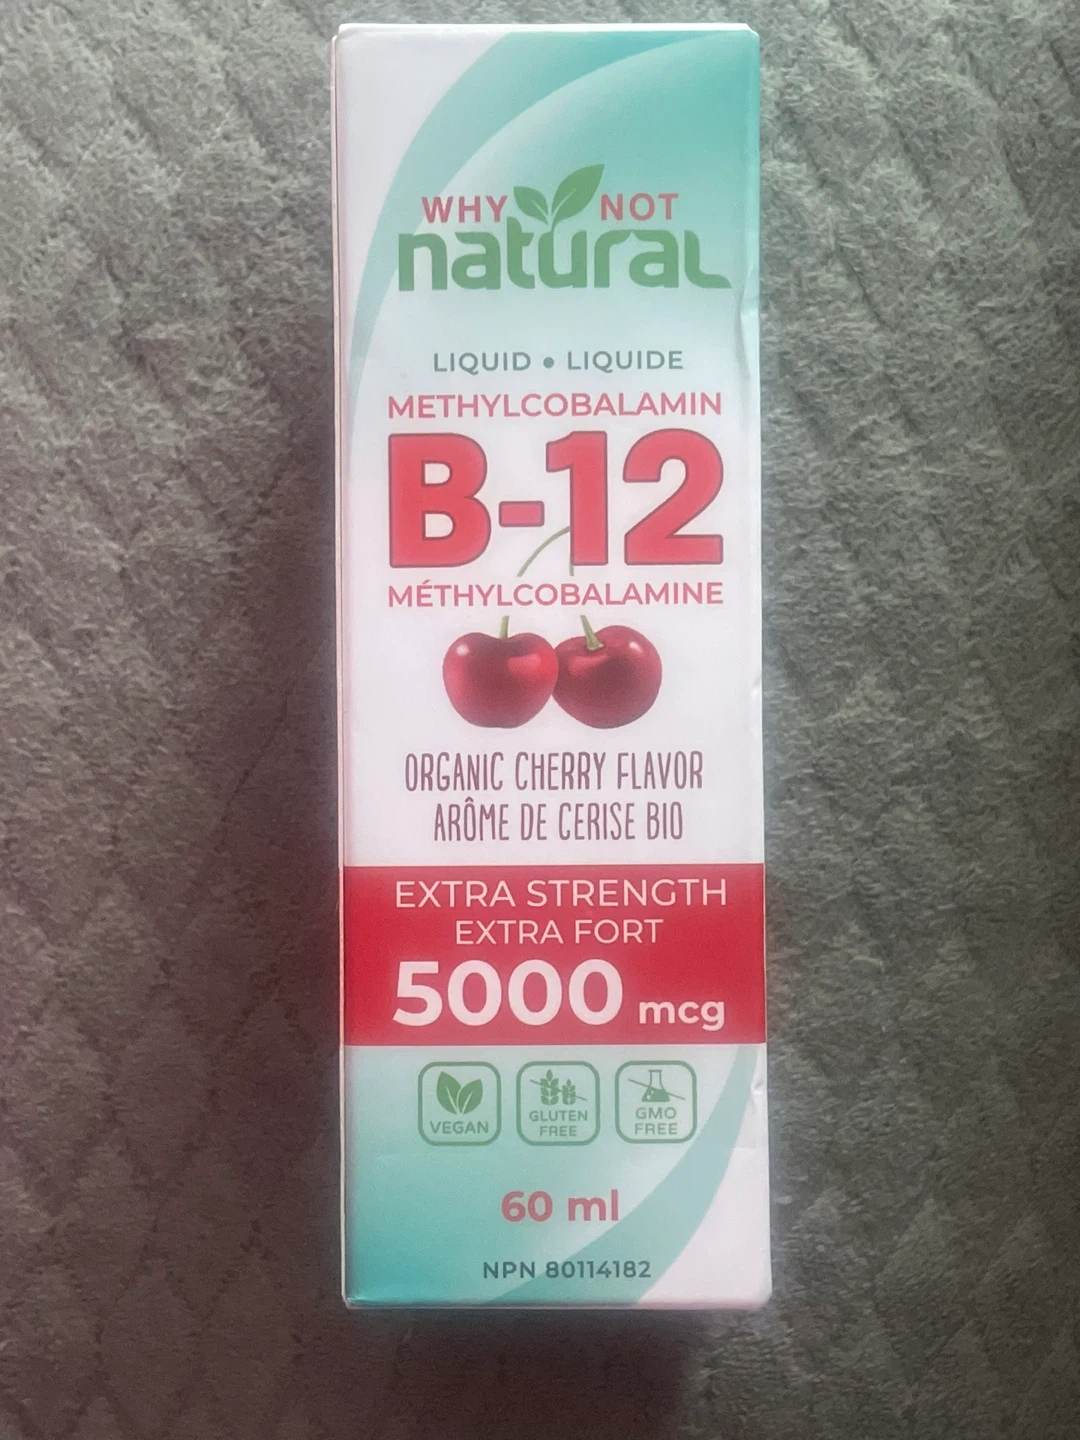 WHY NOT
natural
LIQUID • LIQUIDE
METHYLCOBALAMIN
B-12
MÉTHYLCOBALAMINE
ORGANIC CHERRY FLAVOR
ARÔME DE CERISE BIO
EXTRA STRENGTH
EXTRA FORT
5000 mcg
VEGAN
GLUTEN
FREE
GMO
FREE
60 ml
NPN 80114182